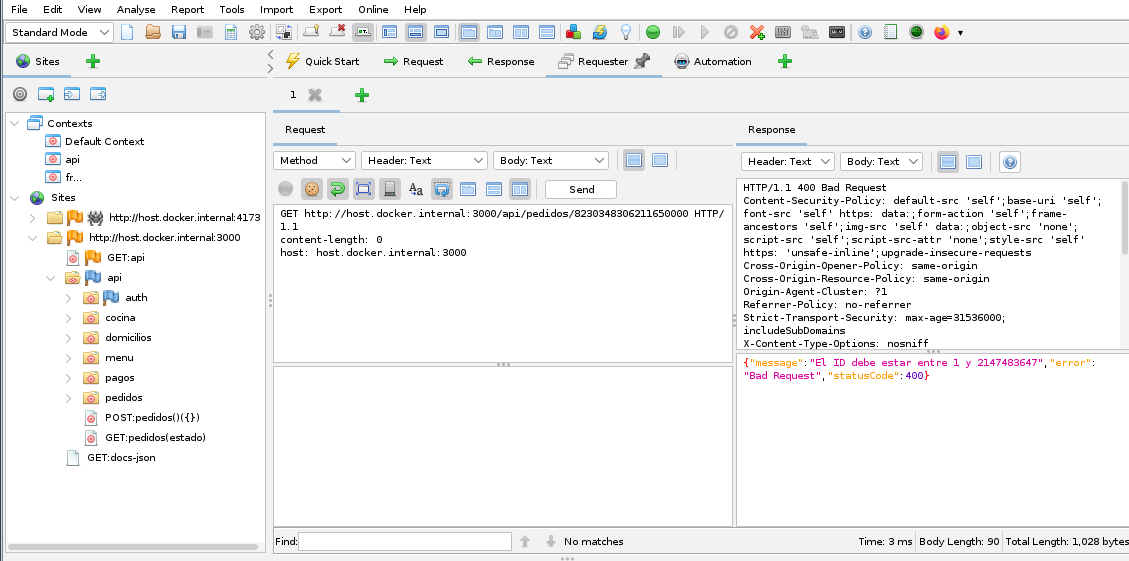 File Edit View Analyse Report Tools Import Export Online Help
Standard Mode
Sites
Quick Start Request Response Requester Automation
1
Request
Response
Method Header: Text Body: Text
Header: Text Body: Text
Aa Send
Contexts
Default Context
api
fr...
Sites
http://host.docker.internal:4173
http://host.docker.internal:3000
GET:api
api
auth
cocina
domicilios
menu
pagos
pedidos
POST:pedidos()({})
GET:pedidos(estado)
GET:docs-json
GET http://host.docker.internal:3000/api/pedidos/8230348306211650000 HTTP/
1.1
content-length: 0
host: host.docker.internal:3000
HTTP/1.1 400 Bad Request
Content-Security-Policy: default-src 'self';base-uri 'self';
font-src 'self' https: data:;form-action 'self';frame-
ancestors 'self';img-src 'self' data:;object-src 'none';
script-src 'self';script-src-attr 'none';style-src 'self'
https: 'unsafe-inline';upgrade-insecure-requests
Cross-Origin-Opener-Policy: same-origin
Cross-Origin-Resource-Policy: same-origin
Origin-Agent-Cluster: ?1
Referrer-Policy: no-referrer
Strict-Transport-Security: max-age=31536000;
includeSubDomains
X-Content-Type-Options: nosniff
{"message":"El ID debe estar entre 1 y 2147483647","error":
"Bad Request","statusCode":400}
Find: No matches
Time: 3 ms Body Length: 90 Total Length: 1,028 bytes